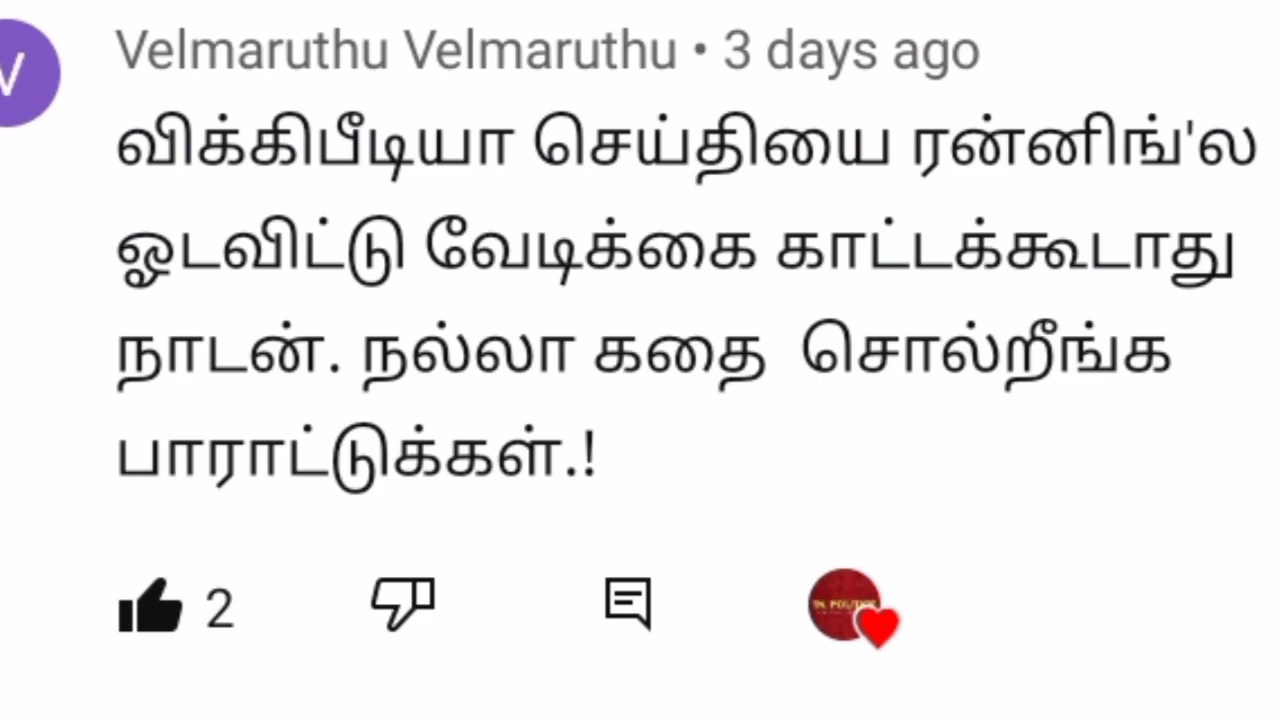 V
Velmaruthu Velmaruthu • 3 days ago
விக்கிபீடியா செய்தியை ரன்னிங்'ல
ஓடவிட்டு வேடிக்கை காட்டக்கூடாது
நாடன். நல்லா கதை சொல்றீங்க
பாராட்டுக்கள்.!
2